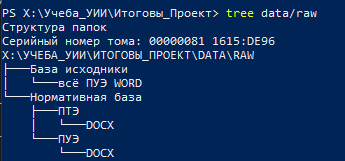 PS X:\Учеба_УИИ\Итоговы_Проект> tree data/raw
Структура папок
Серийный номер тома: 00000081 1615:DE96
X:\УЧЕБА_УИИ\ИТОГОВЫ_ПРОЕКТ\DATA\RAW
├───База исходники
│   └───всё ПУЭ WORD
└───Нормативная база
    ├───ПТЭ
    │   └───DOCX
    └───ПУЭ
        └───DOCX